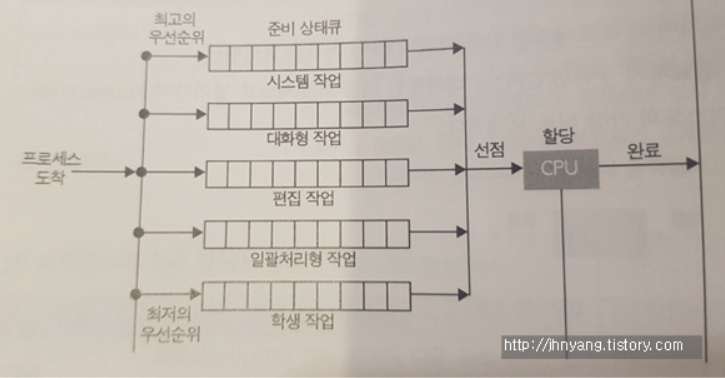 최고의
우선순위
준비 상태큐
시스템 작업
대화형 작업
할당
선점
CPU
완료
프로세스
도착
편집 작업
일괄처리형 작업
최저의
우선순위
학생 작업
http://jhnyang.tistory.com